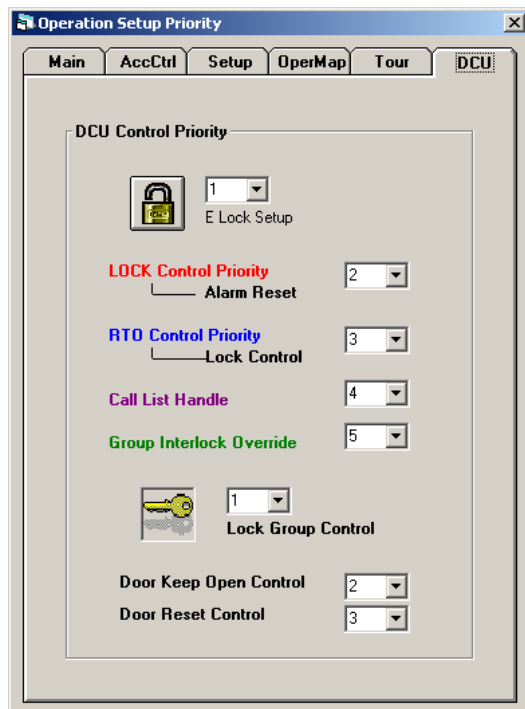 Operation Setup Priority
Main AccCtrl Setup OperMap Tour DCU
DCU Control Priority
1
E Lock Setup
LOCK Control Priority 2
Alarm Reset
RTO Control Priority 3
Lock Control
Call List Handle 4
Group Interlock Override 5
1
Lock Group Control
Door Keep Open Control 2
Door Reset Control 3